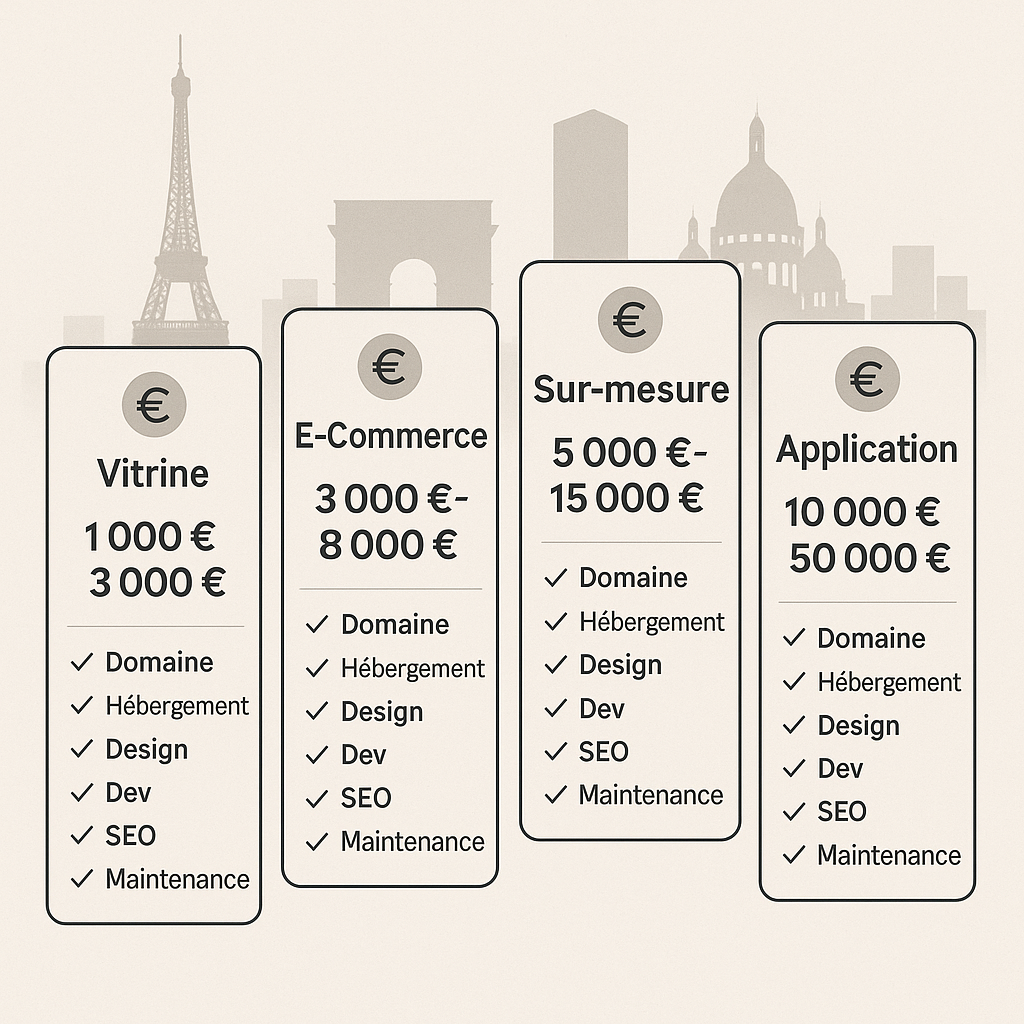 €
Vitrine
1 000 €
3 000 €
✓ Domaine
✓ Hébergement
✓ Design
✓ Dev
✓ SEO
✓ Maintenance
€
E-Commerce
3 000 €-
8 000 €
✓ Domaine
✓ Hébergement
✓ Design
✓ Dev
✓ SEO
✓ Maintenance
€
Sur-mesure
5 000 €-
15 000 €
✓ Domaine
✓ Hébergement
✓ Design
✓ Dev
✓ SEO
✓ Maintenance
€
Application
10 000 €
50 000 €
✓ Domaine
✓ Hébergement
✓ Design
✓ Dev
✓ SEO
✓ Maintenance